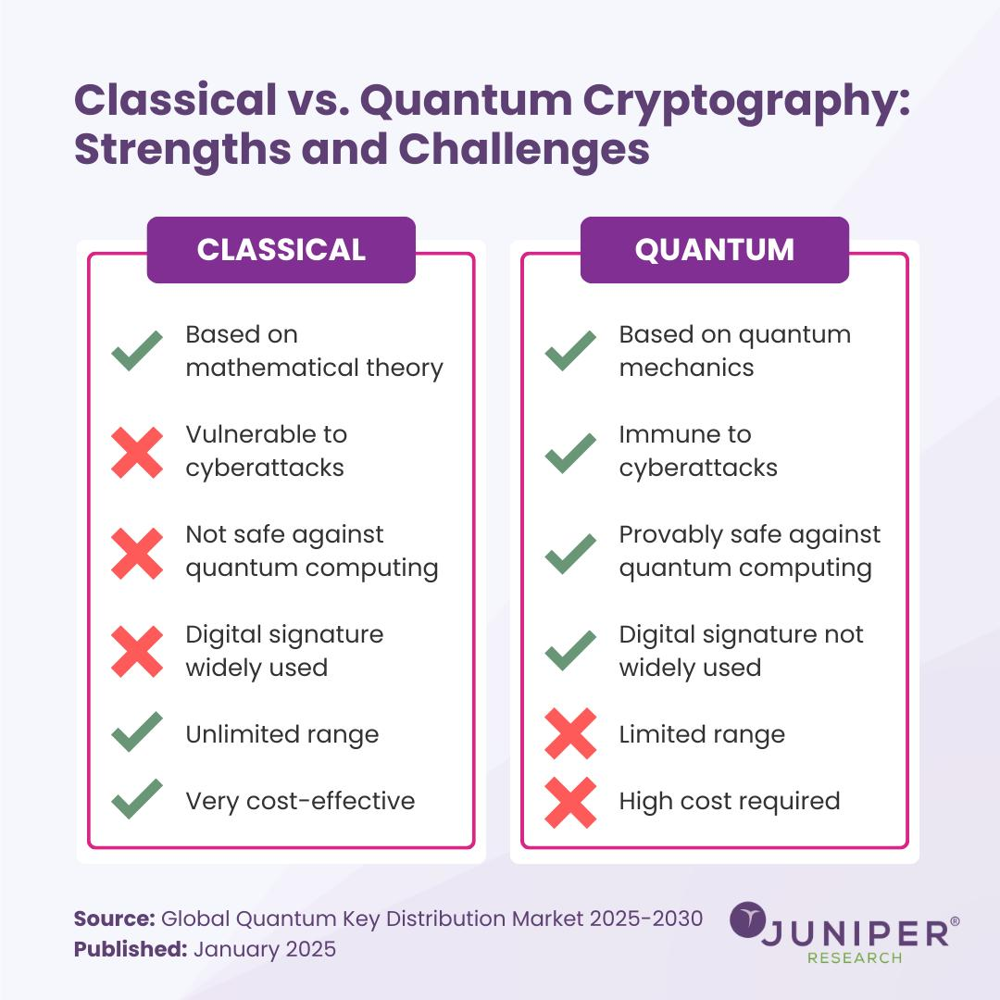 Classical vs. Quantum Cryptography:
Strengths and Challenges
CLASSICAL
Based on
mathematical theory
Vulnerable to
cyberattacks
Not safe against
quantum computing
Digital signature
widely used
Unlimited range
Very cost-effective
QUANTUM
Based on quantum
mechanics
Immune to
cyberattacks
Provably safe against
quantum computing
Digital signature not
widely used
Limited range
High cost required
Source: Global Quantum Key Distribution Market 2025-2030
Published: January 2025
JUNIPER®
RESEARCH